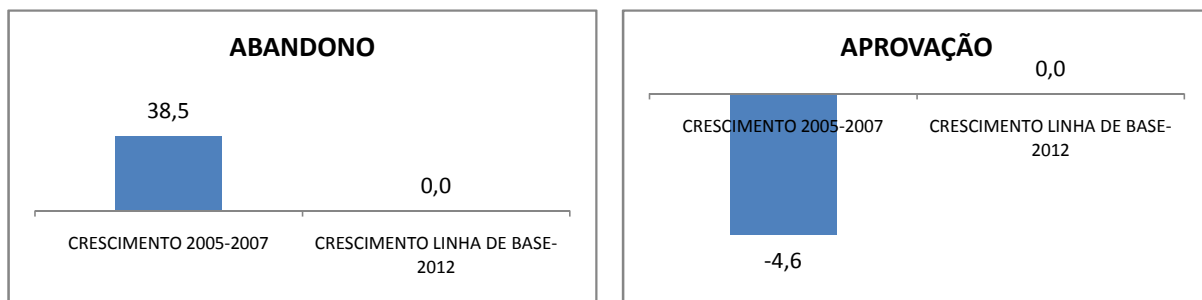 ABANDONO
38,5
0,0
CRESCIMENTO 2005-2007
CRESCIMENTO LINHA DE BASE-
2012
APROVAÇÃO
0,0
CRESCIMENTO 2005-2007
CRESCIMENTO LINHA DE BASE-
2012
-4,6